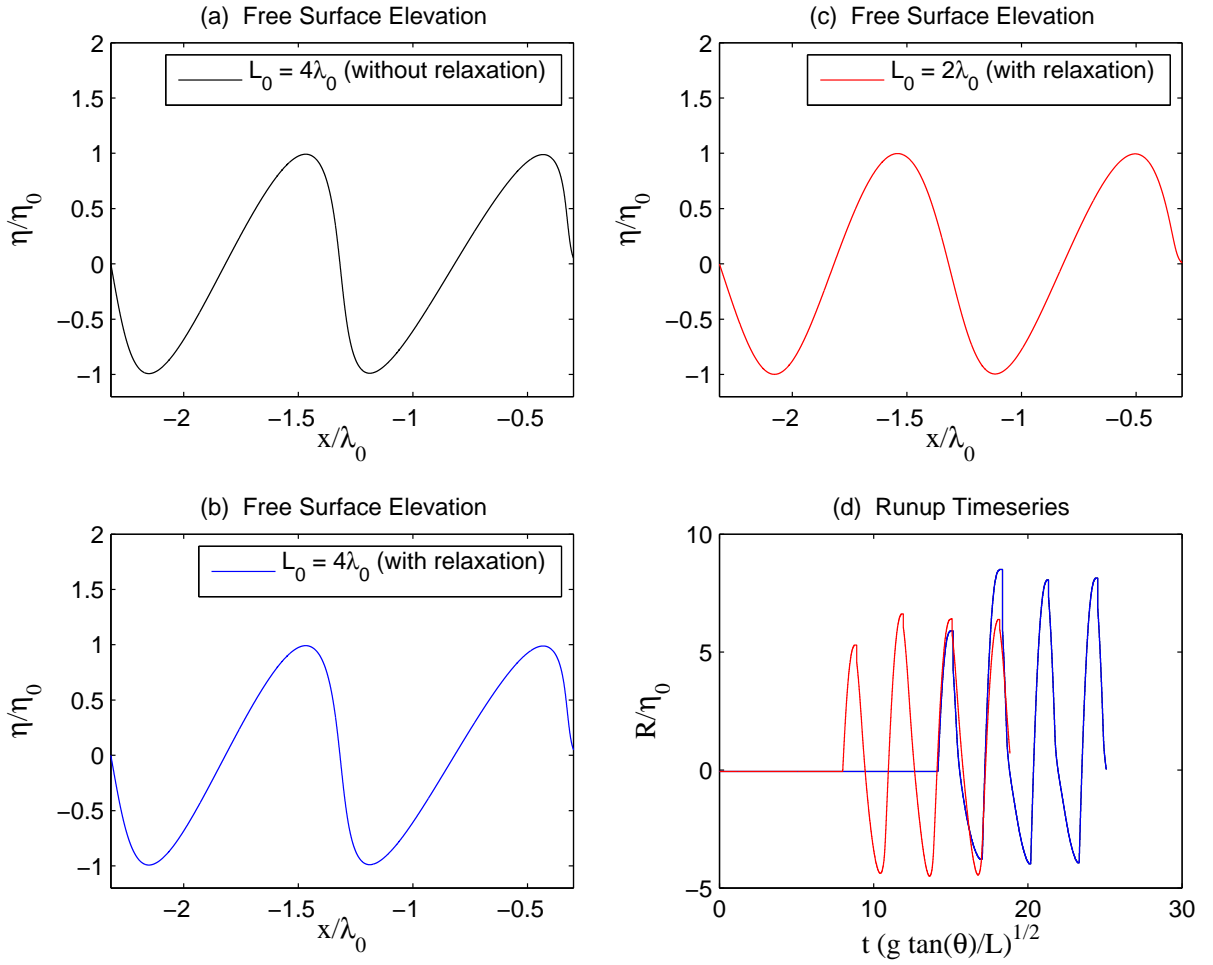 (a) Free Surface Elevation
2
1.5
1
0.5
0
−0.5
−1
η/η0
L0 = 4λ0 (without relaxation)
−2
−1.5
−1
−0.5
x/λ0
(c) Free Surface Elevation
2
1.5
1
0.5
0
−0.5
−1
η/η0
L0 = 2λ0 (with relaxation)
−2
−1.5
−1
−0.5
x/λ0
(b) Free Surface Elevation
2
1.5
1
0.5
0
−0.5
−1
η/η0
L0 = 4λ0 (with relaxation)
−2
−1.5
−1
−0.5
x/λ0
(d) Runup Timeseries
10
5
0
−5
R/η0
0
10
20
30
t (g tan(θ)/L)1/2